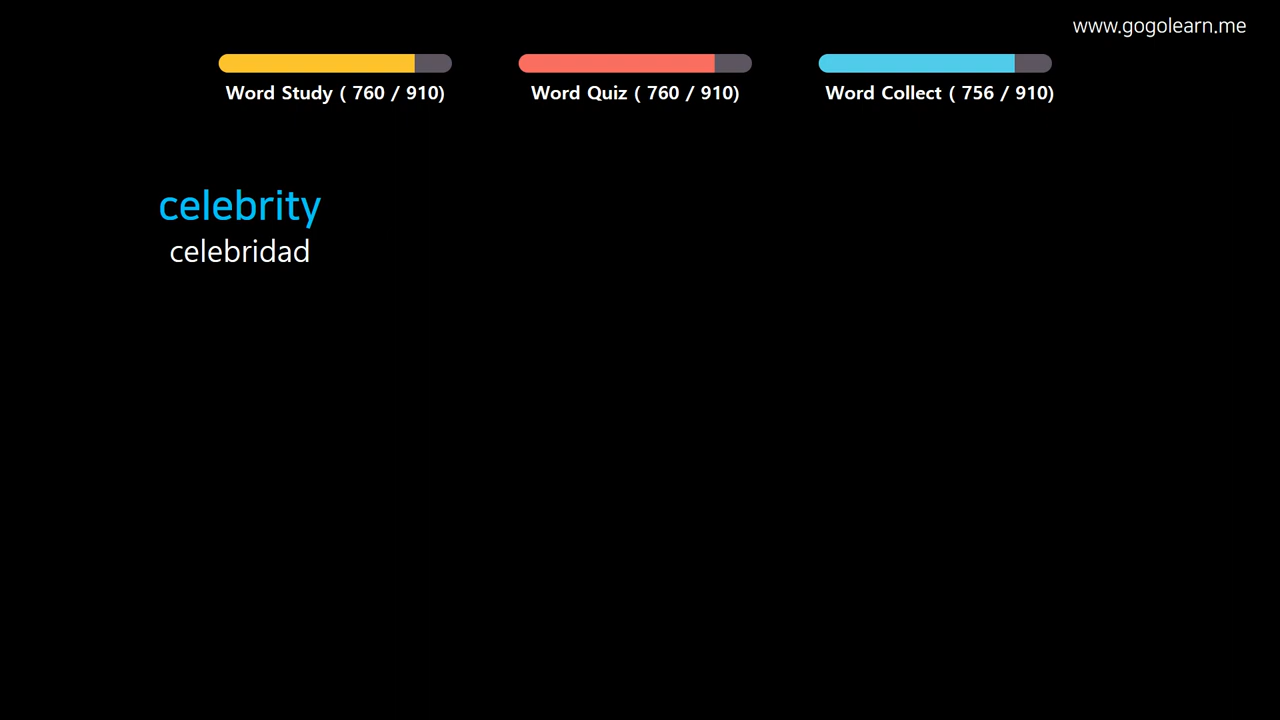 www.gogolearn.me
Word Study ( 760 / 910)
Word Quiz ( 760 / 910)
Word Collect ( 756 / 910)
celebrity
celebridad